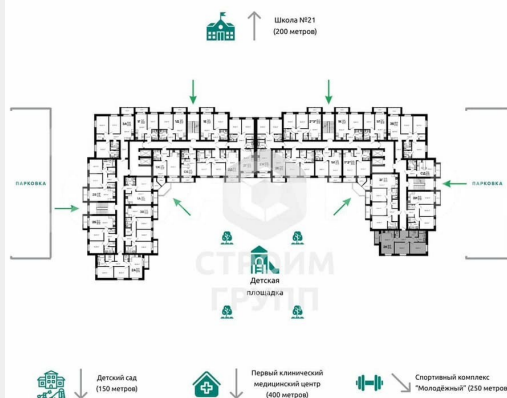 Школа №21
(200 метров)
ПАРКОВКА
ПАРКОВКА
СТРОИМ
ГРУПП
Детская
площадка
Детский сад
(150 метров)
Первый клинический
медицинский центр
(400 метров)
Спортивный комплекс
"Молодёжный" (250 метров